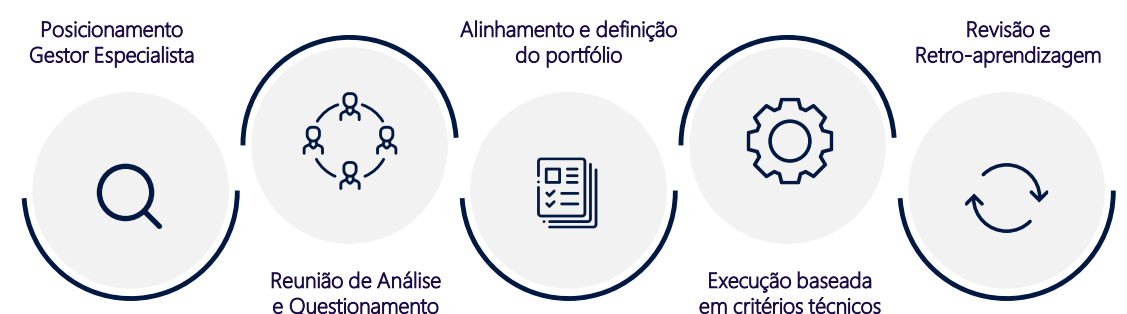 Posicionamento
Gestor Especialista
Reunião de Análise
e Questionamento
Alinhamento e definição
do portfólio
Execução baseada
em critérios técnicos
Revisão e
Retro-aprendizagem